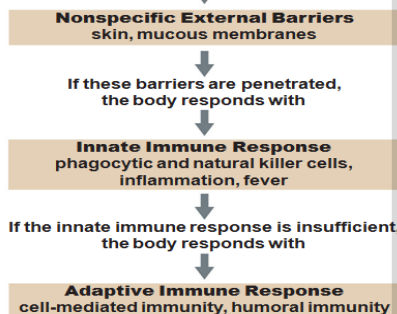 Nonspecific External Barriers
skin, mucous membranes
If these barriers are penetrated,
the body responds with
Innate Immune Response
phagocytic and natural killer cells,
inflammation, fever
If the innate immune response is insufficient,
the body responds with
Adaptive Immune Response
cell-mediated immunity, humoral immunity